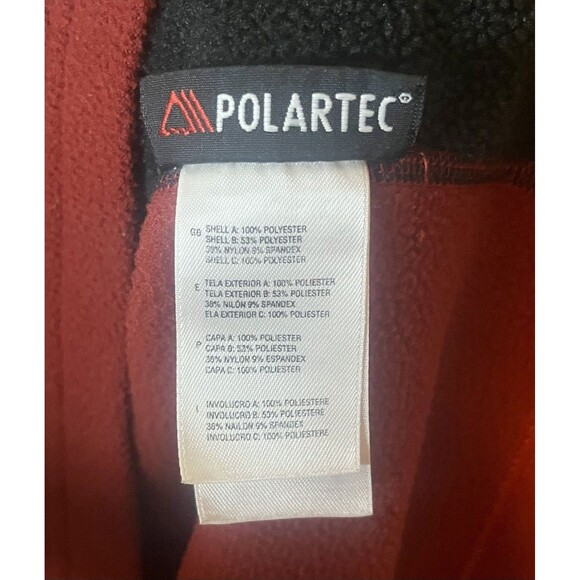 POLARTEC®
GB SHELL A: 100% POLYESTER
SHELL B: 53% POLYESTER
38% NYLON 9% SPANDEX
SHELL C: 100% POLYESTER
E TELA EXTERIOR A: 100% POLIESTER
TELA EXTERIOR B: 53% POLIESTER
38% NILÓN 9% SPANDEX
ELA EXTERIOR C: 100% POLIESTER
P CAPA A: 100% POLIESTER
CAPA B: 53% POLIESTER
38% NYLON 9% ESPANDEX
CAPA C: 100% POLIESTER
I INVOLUCRO A: 100% POLIESTERE
INVOLUCRO B: 53% POLIESTERE
38% NAILON 9% SPANDEX
INVOLUCRO C: 100% POLIESTERE